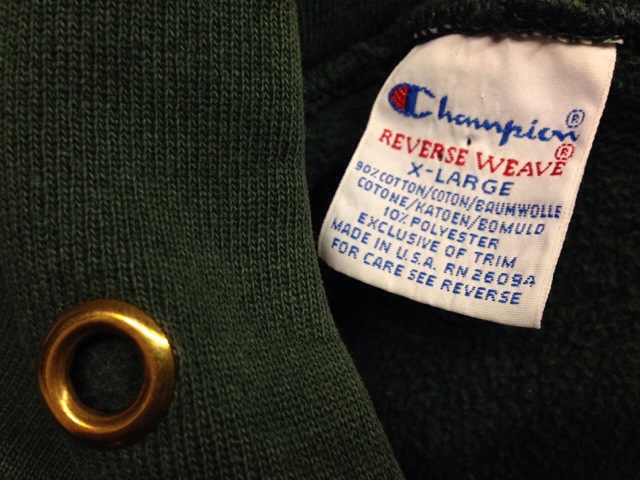 Champion®
REVERSE WEAVE®
X-LARGE
90% COTTON/COTON/BAUMWOLLE
COTONE/KATOEN/BOMULD
10% POLYESTER
EXCLUSIVE OF TRIM
MADE IN U.S.A. RN 26094
FOR CARE SEE REVERSE